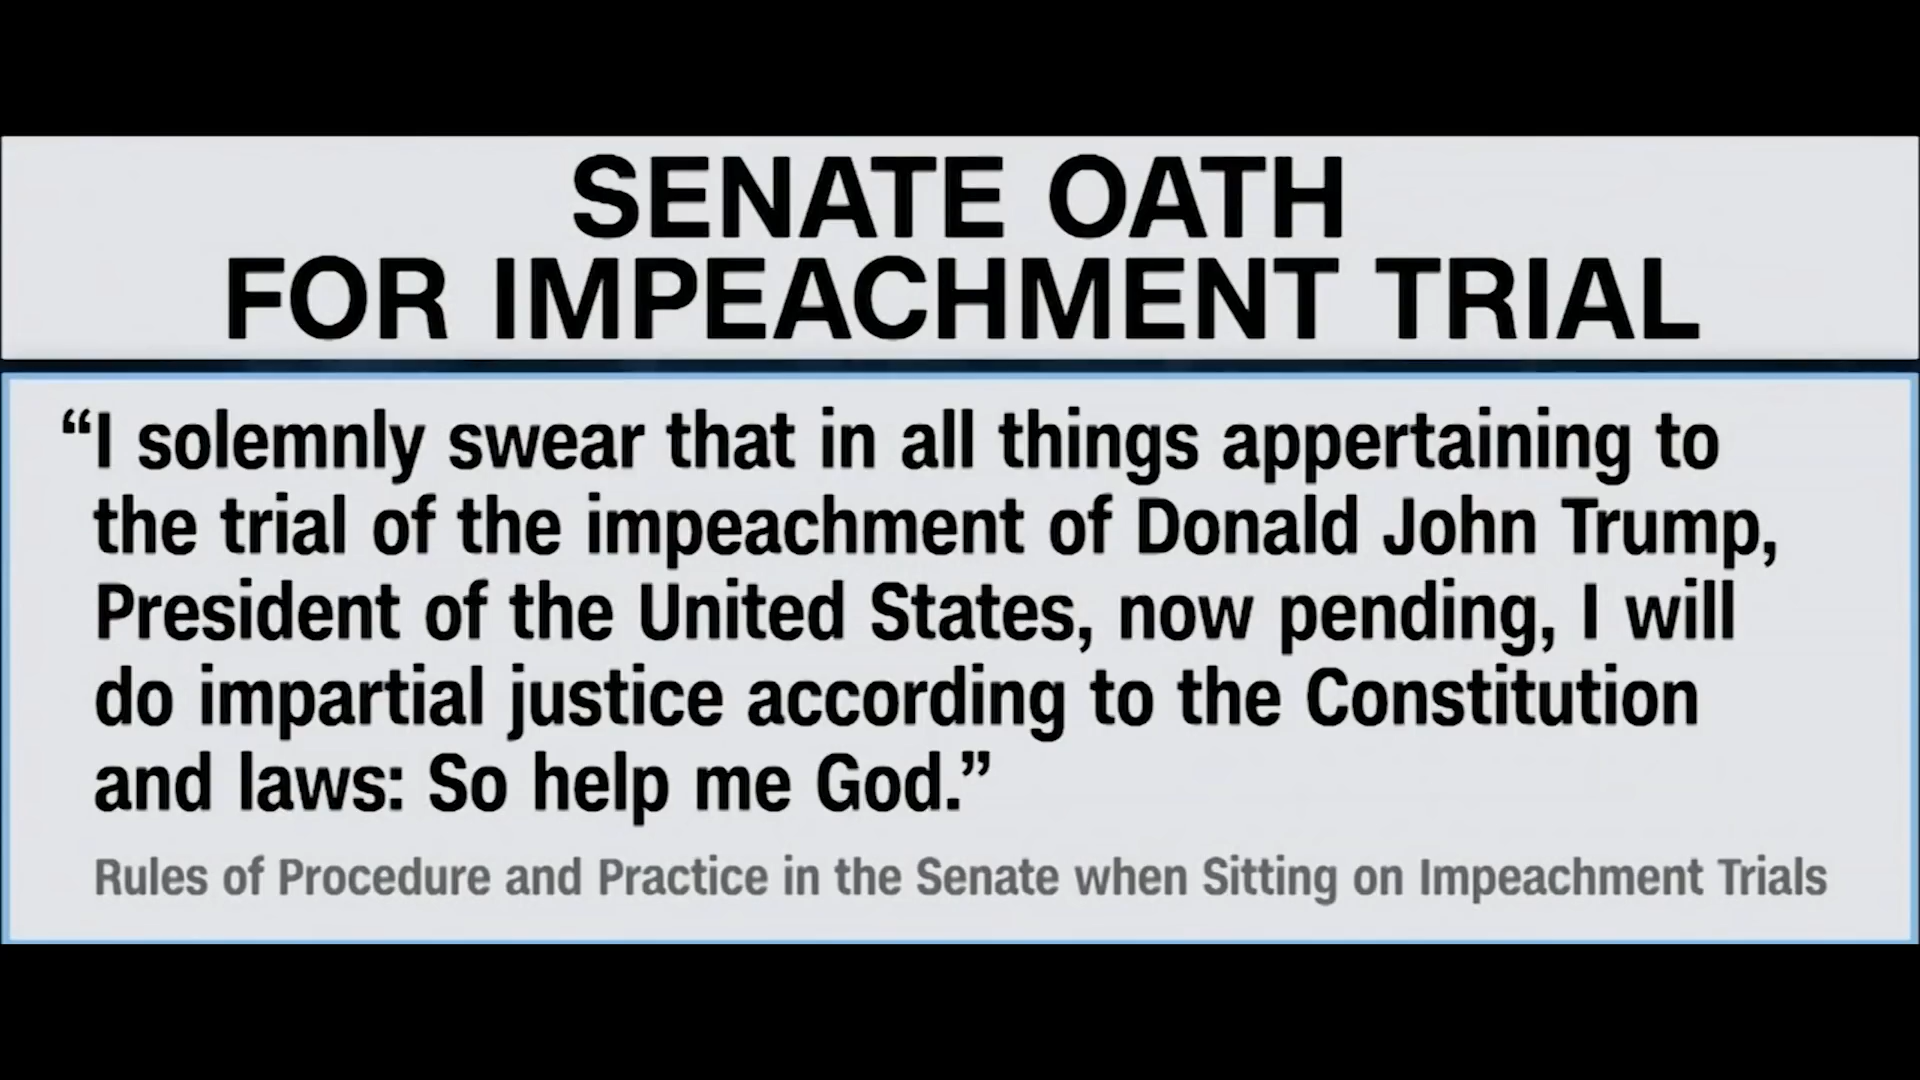 SENATE OATH
FOR IMPEACHMENT TRIAL
“I solemnly swear that in all things appertaining to
the trial of the impeachment of Donald John Trump,
President of the United States, now pending, I will
do impartial justice according to the Constitution
and laws: So help me God.”
Rules of Procedure and Practice in the Senate when Sitting on Impeachment Trials